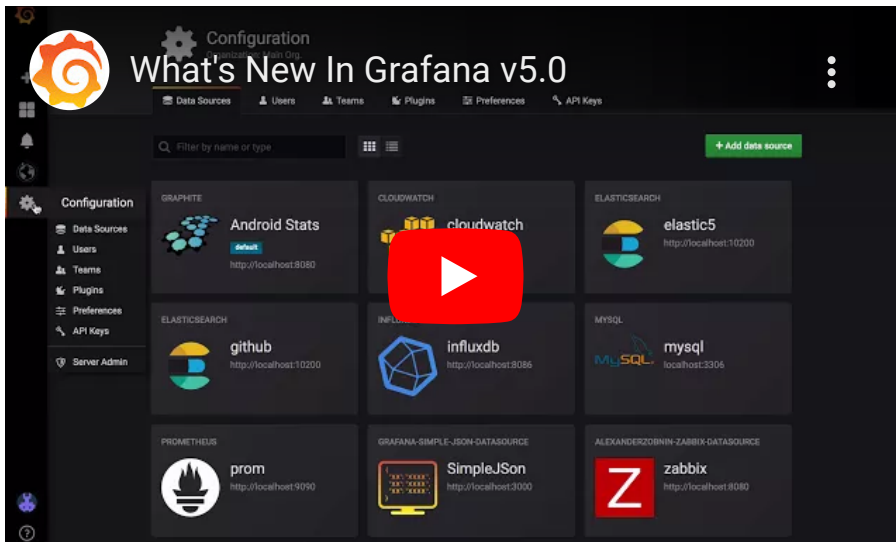 Configuration
Organization: Main Org.
What's New In Grafana v5.0
Data Sources
Users
Teams
Plugins
Preferences
API Keys
Filter by name or type
+ Add data source
Configuration
Data Sources
Users
Teams
Plugins
Preferences
API Keys
Server Admin
GRAPHITE
Android Stats
default
http://localhost:8080
CLOUDWATCH
cloudwatch
ELASTICSEARCH
elastic5
http://localhost:10200
ELASTICSEARCH
github
http://localhost:10200
influxdb
http://localhost:8086
MYSQL
MySQL
mysql
localhost:3306
PROMETHEUS
prom
http://localhost:9090
GRAFANA-SIMPLE-JSON-DATASOURCE
SimpleJSon
http://localhost:3000
ALEXANDERZOBNIN-ZABBIX-DATASOURCE
Z
zabbix
http://localhost:8080